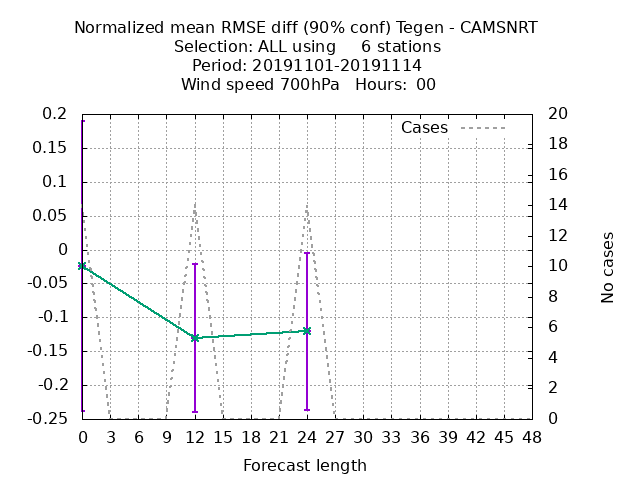 Normalized mean RMSE diff (90% conf) Tegen - CAMSNRT
Selection: ALL using     6 stations
Period: 20191101-20191114
Wind speed 700hPa   Hours:  00
Cases
0.2
0.15
0.1
0.05
0
-0.05
-0.1
-0.15
-0.2
-0.25
20
18
16
14
12
10
8
6
4
2
0
No cases
0 3 6 9 12 15 18 21 24 27 30 33 36 39 42 45 48
Forecast length